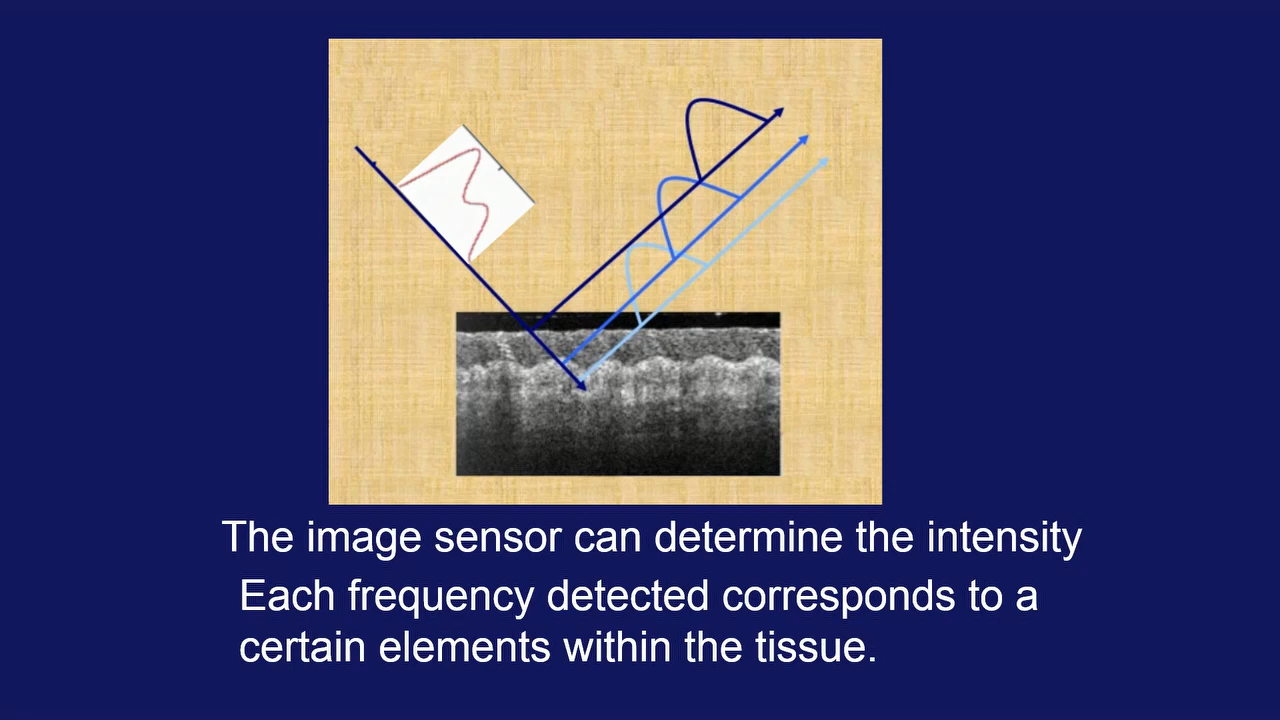 The image sensor can determine the intensity
Each frequency detected corresponds to a
certain elements within the tissue.